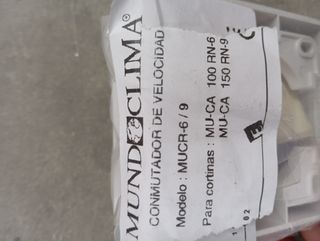 MUNDOCLIMA
CONMUTADOR DE VELOCIDAD
Modelo : MUCR-6 / 9
Para cortinas : MU-CA 100 RN-6
MU-CA 150 RN-9
E
02